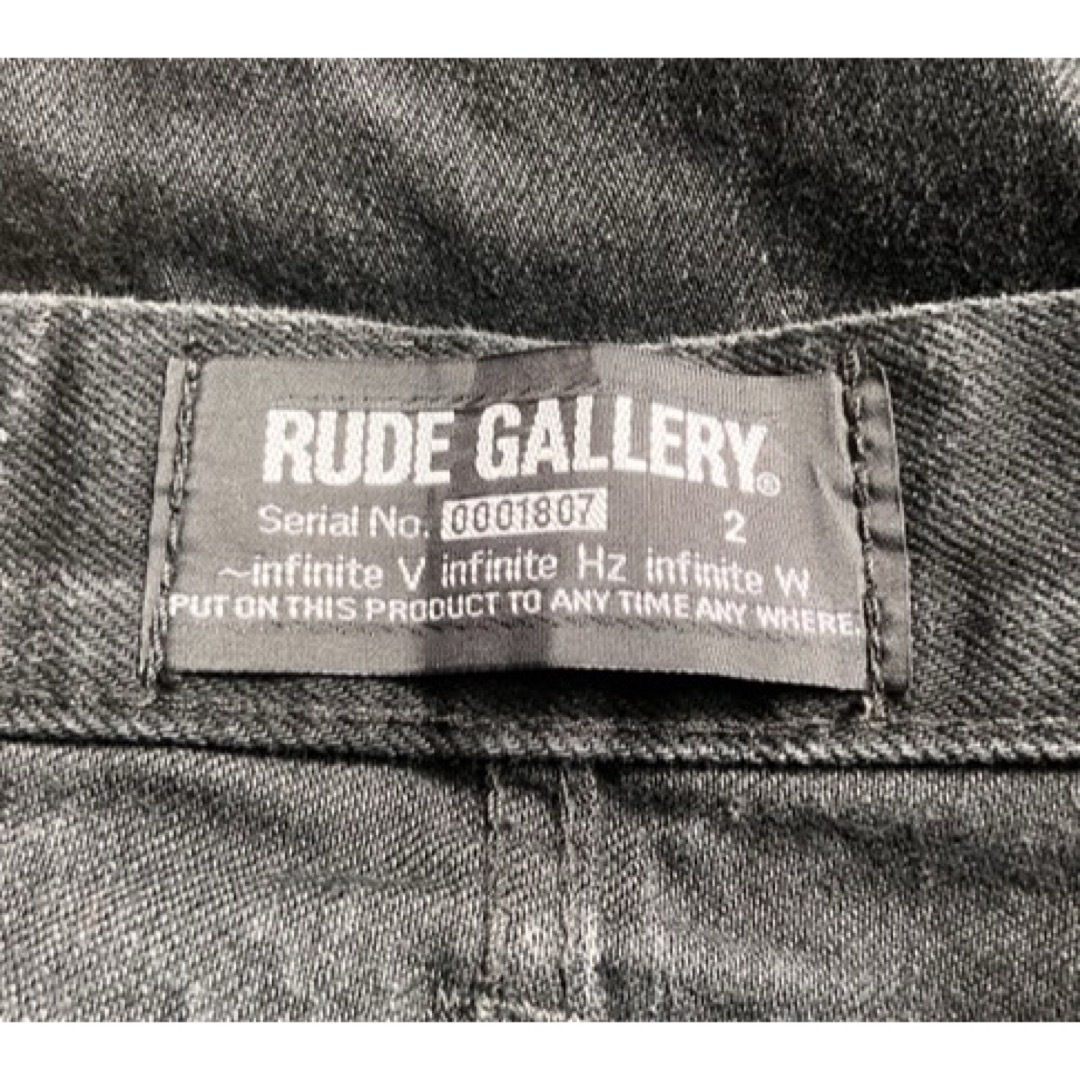 RUDE GALLERY®
Serial No. 0001807 2
~infinite V infinite Hz infinite W
PUT ON THIS PRODUCT TO ANY TIME ANY WHERE.